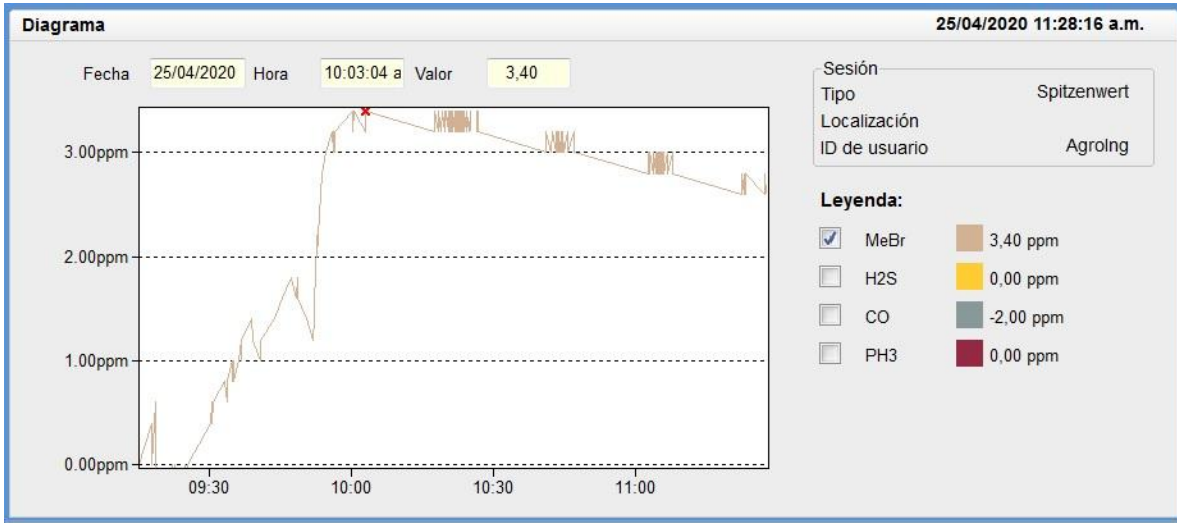 Diagrama 25/04/2020 11:28:16 a.m.
Fecha 25/04/2020 Hora 10:03:04 a Valor 3,40
3.00ppm
2.00ppm
1.00ppm
0.00ppm
09:30 10:00 10:30 11:00
Sesión
Tipo Spitzenwert
Localización
ID de usuario AgroIng
Leyenda:
MeBr 3,40 ppm
H2S 0,00 ppm
CO -2,00 ppm
PH3 0,00 ppm